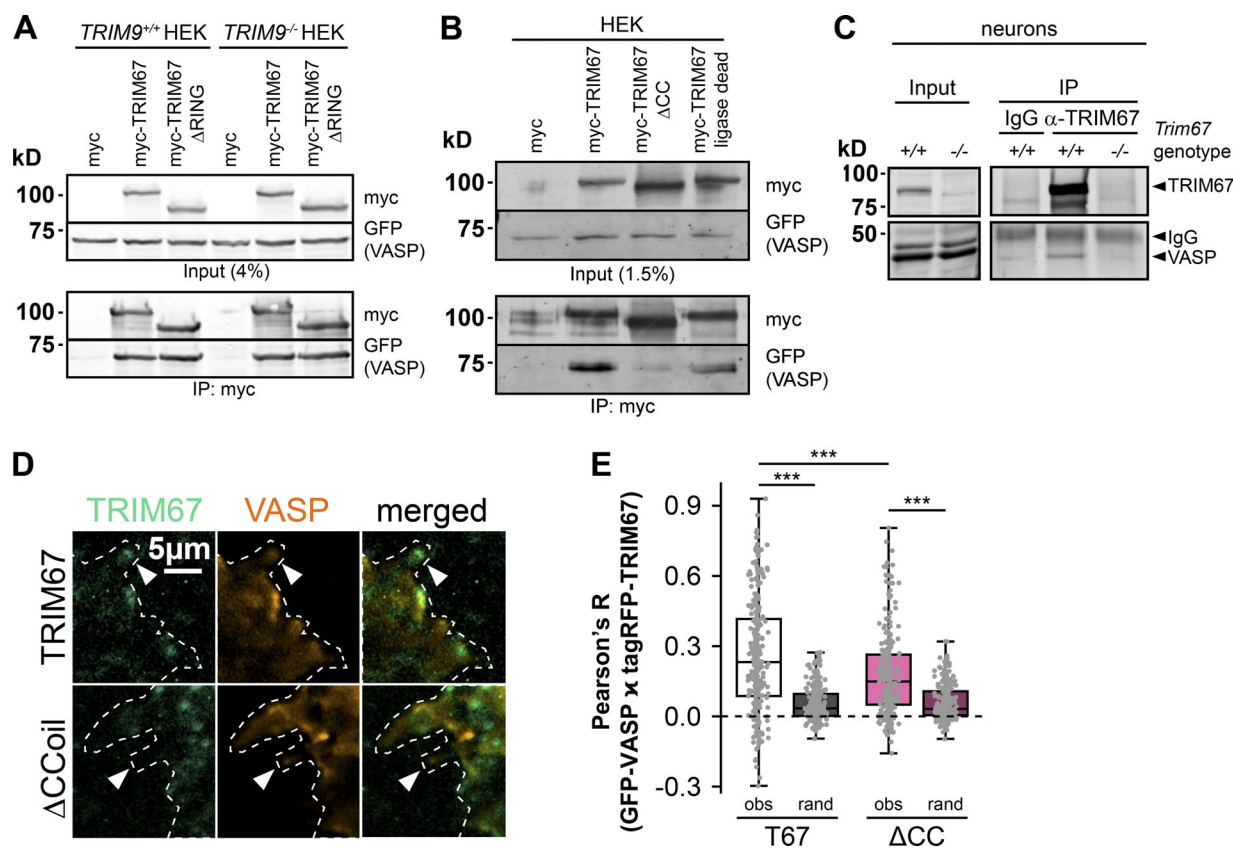 A
TRIM9+/+ HEK
TRIM9-/- HEK
myc
myc-TRIM67
myc-TRIM67
ΔRING
myc
myc-TRIM67
myc-TRIM67
ΔRING
kD
100
75
myc
GFP
(VASP)
Input (4%)
100
75
myc
GFP
(VASP)
IP: myc
B
HEK
myc
myc-TRIM67
myc-TRIM67
ΔCC
myc-TRIM67
ligase dead
kD
100
75
myc
GFP
(VASP)
Input (1.5%)
100
75
myc
GFP
(VASP)
IP: myc
C
neurons
Input
IP
IgG α-TRIM67
Trim67
genotype
kD
+/+ -/- +/+ +/+ -/-
100
75
50
TRIM67
IgG
VASP
D
TRIM67 VASP merged
TRIM67
5µm
ΔCCoil
E
*** 
***
***
Pearson's R
(GFP-VASP x tagRFP-TRIM67)
0.9
0.6
0.3
0.0
-0.3
obs rand obs rand
T67 ΔCC